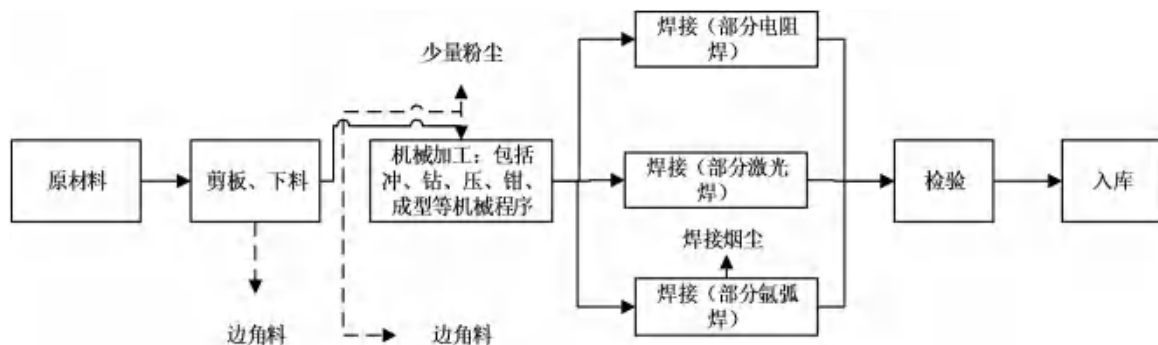 焊接（部分电阻
焊）
少量粉尘
原材料
剪板、下料
机械加工：包括
冲、钻、压、钳、
成型等机械程序
焊接（部分激光
焊）
检验
入库
焊接烟尘
焊接（部分氩弧
焊）
边角料
边角料